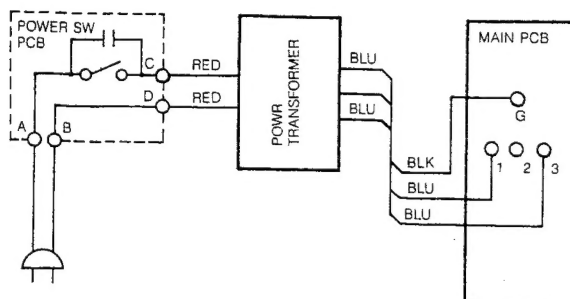 POWER SW
PCB
C
RED
D
RED
A
B
POWR
TRANSFORMER
BLU
BLU
BLK
BLU
BLU
MAIN PCB
G
1
2
3